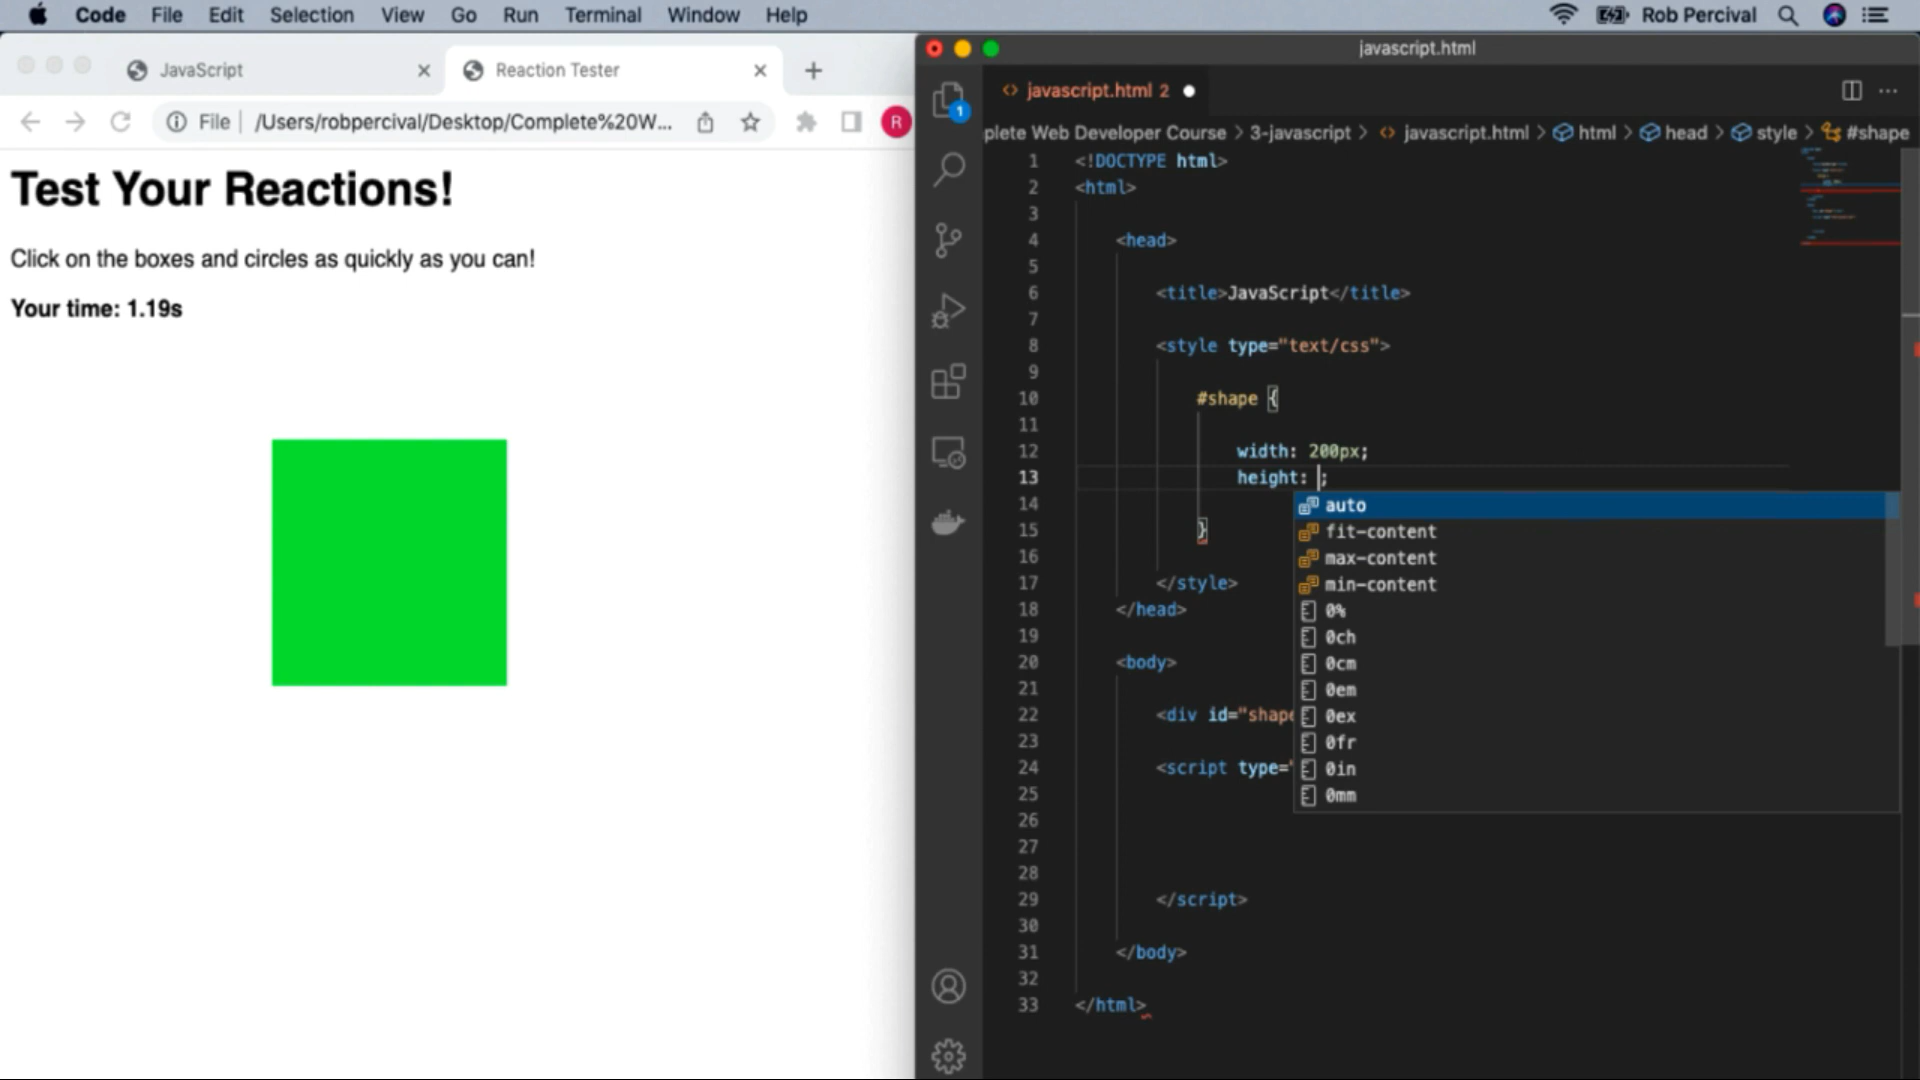 Code File Edit Selection View Go Run Terminal Window Help Rob Percival
JavaScript
Reaction Tester
File
/Users/robpercival/Desktop/Complete%20W...
R
Test Your Reactions!
Click on the boxes and circles as quickly as you can!
Your time: 1.19s
javascript.html
javascript.html 2
1
plete Web Developer Course > 3-javascript > javascript.html > html > head > style > #shape
1 <!DOCTYPE html>
2 <html>
3
4 <head>
5
6 <title>JavaScript</title>
7
8 <style type="text/css">
9
10 #shape {
11
12 width: 200px;
13 height: ;
14
15 }
16
17 </style>
18 </head>
19
20 <body>
21
22 <div id="shape
23
24 <script type="
25
26
27
28
29 </script>
30
31 </body>
32
33 </html>
auto
fit-content
max-content
min-content
0%
0ch
0cm
0em
0ex
0fr
0in
0mm